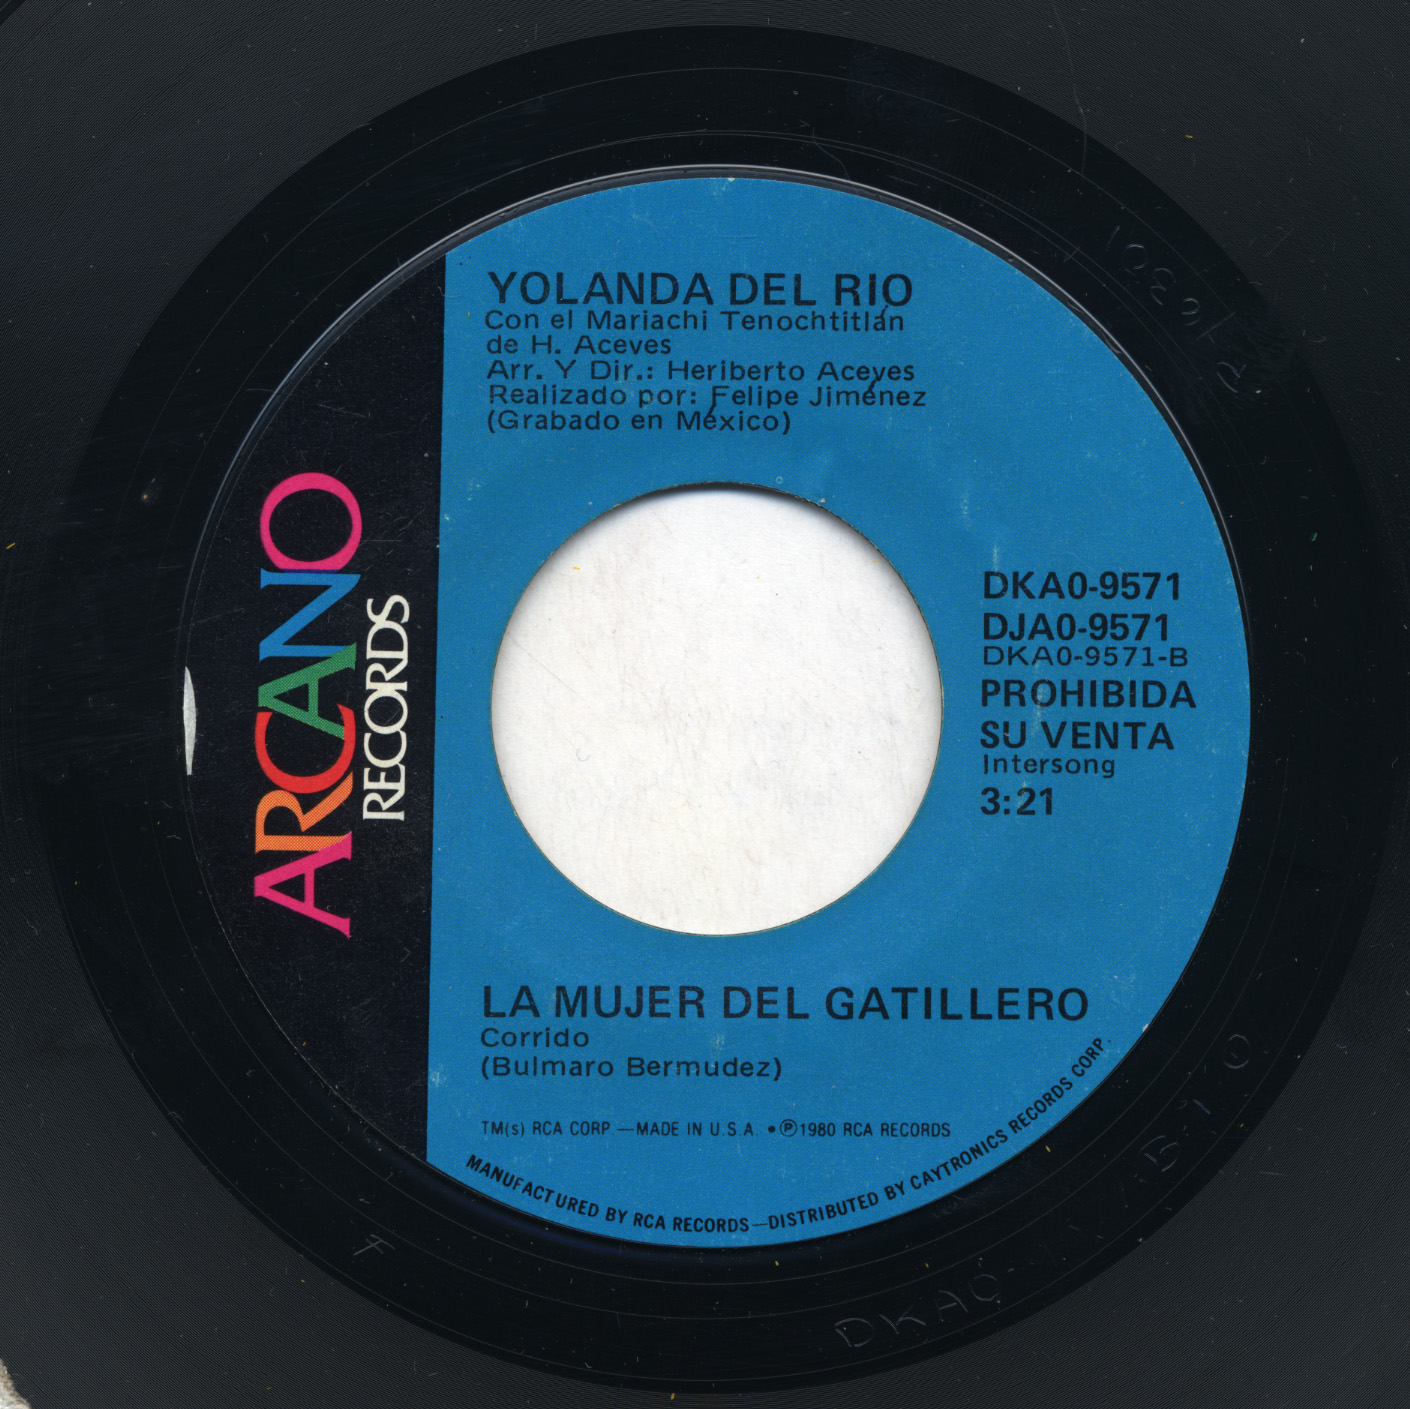 YOLANDA DEL RIO
Con el Mariachi Tenochtitlán
de H. Aceves
Arr. Y Dir.: Heriberto Aceves
Realizado por: Felipe Jiménez
(Grabado en México)
ARCANO
RECORDS
DKA0-9571
DJA0-9571
DKA0-9571-B
PROHIBIDA
SU VENTA
Intersong
3:21
LA MUJER DEL GATILLERO
Corrido
(Bulmaro Bermudez)
TM(s) RCA CORP.—MADE IN U.S.A. •℗1980 RCA RECORDS
MANUFACTURED BY RCA RECORDS—DISTRIBUTED BY CAYTRONICS RECORDS CORP.